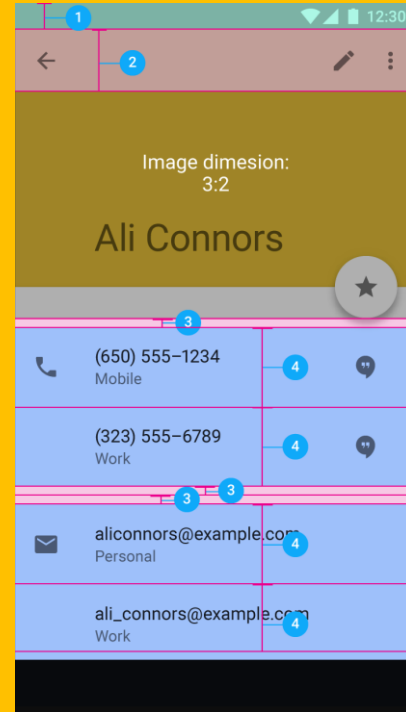 1
12:30
2
Image dimesion:
3:2
Ali Connors
3
(650) 555–1234
Mobile
4
(323) 555–6789
Work
4
3
3
aliconnors@example.com
Personal
4
ali_connors@example.com
Work
4